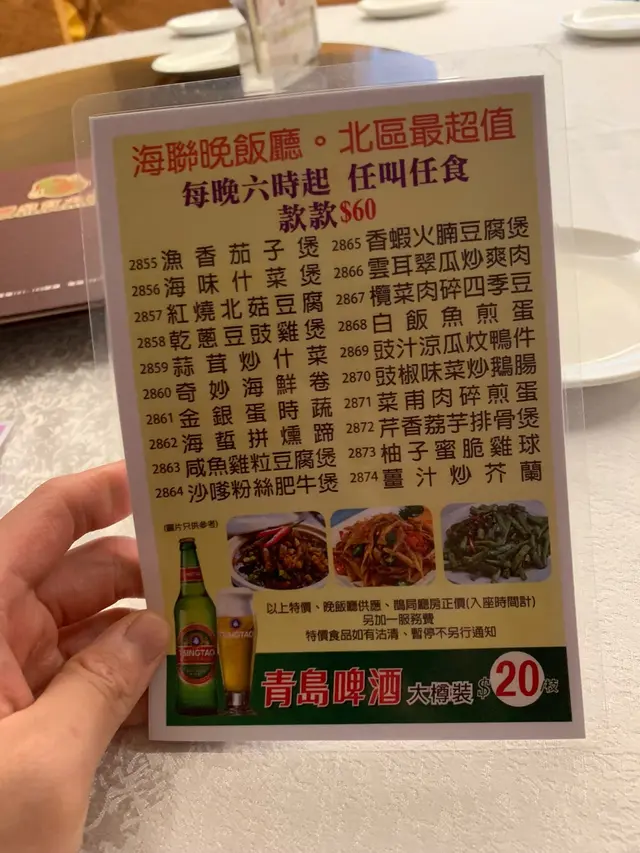 海聯晚飯廳。北區最超值
每晚六時起 任叫任食
款款$60
2855 漁香茄子煲
2856 海味什菜煲
2857 紅燒北菇豆腐
2858 乾蔥豆豉雞煲
2859 蒜茸炒什菜
2860 奇妙海鮮卷
2861 金銀蛋時蔬
2862 海蜇拼燻蹄
2863 咸魚雞粒豆腐煲
2864 沙嗲粉絲肥牛煲
2865 香蝦火腩豆腐煲
2866 雲耳翠瓜炒爽肉
2867 欖菜肉碎四季豆
2868 白飯魚煎蛋
2869 豉汁涼瓜炆鴨件
2870 豉椒味菜炒鵝腸
2871 菜甫肉碎煎蛋
2872 芹香荔芋排骨煲
2873 柚子蜜脆雞球
2874 薑汁炒芥蘭
(圖片只供參考)
以上特價、晚飯廳供應、鵲局廳房正價(入座時間計)
另加一服務費
特價食品如有沽清、暫停不另行通知
TSINGTAO
TSINGTAO
青島啤酒 大樽裝 $20/枝